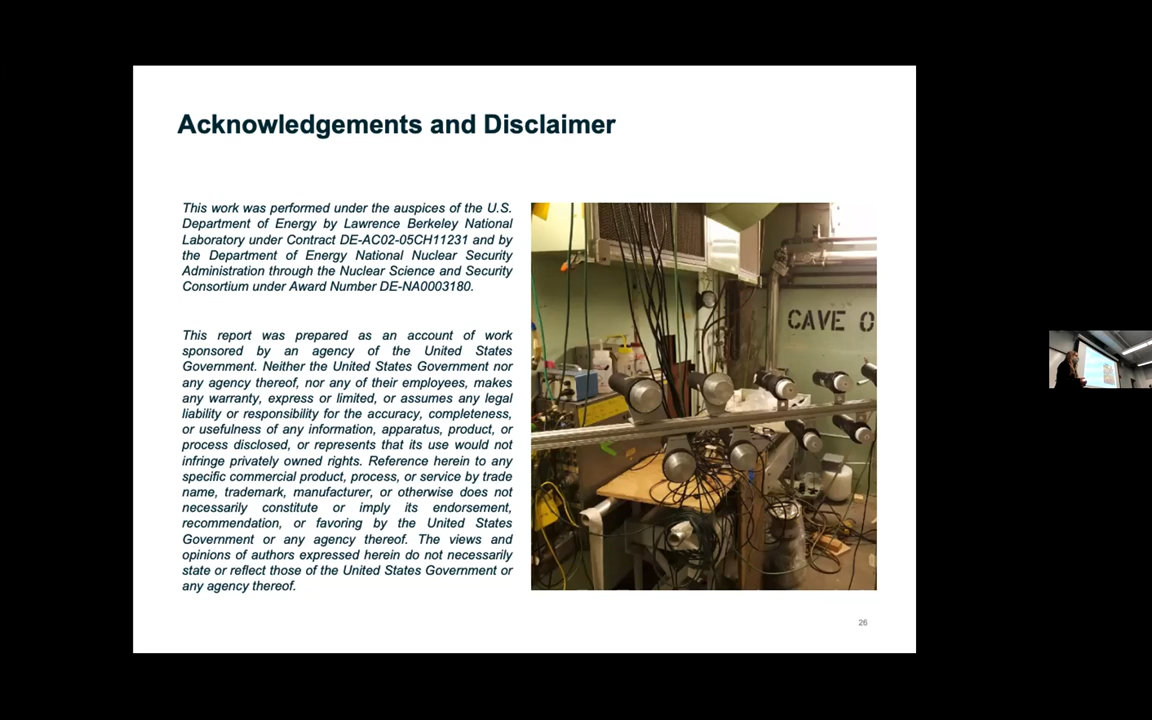 Acknowledgements and Disclaimer
This work was performed under the auspices of the U.S.
Department of Energy by Lawrence Berkeley National
Laboratory under Contract DE-AC02-05CH11231 and by
the Department of Energy National Nuclear Security
Administration through the Nuclear Science and Security
Consortium under Award Number DE-NA0003180.
This report was prepared as an account of work
sponsored by an agency of the United States
Government. Neither the United States Government nor
any agency thereof, nor any of their employees, makes
any warranty, express or limited, or assumes any legal
liability or responsibility for the accuracy, completeness,
or usefulness of any information, apparatus, product, or
process disclosed, or represents that its use would not
infringe privately owned rights. Reference herein to any
specific commercial product, process, or service by trade
name, trademark, manufacturer, or otherwise does not
necessarily constitute or imply its endorsement,
recommendation, or favoring by the United States
Government or any agency thereof. The views and
opinions of authors expressed herein do not necessarily
state or reflect those of the United States Government or
any agency thereof.
CAVE 0
26